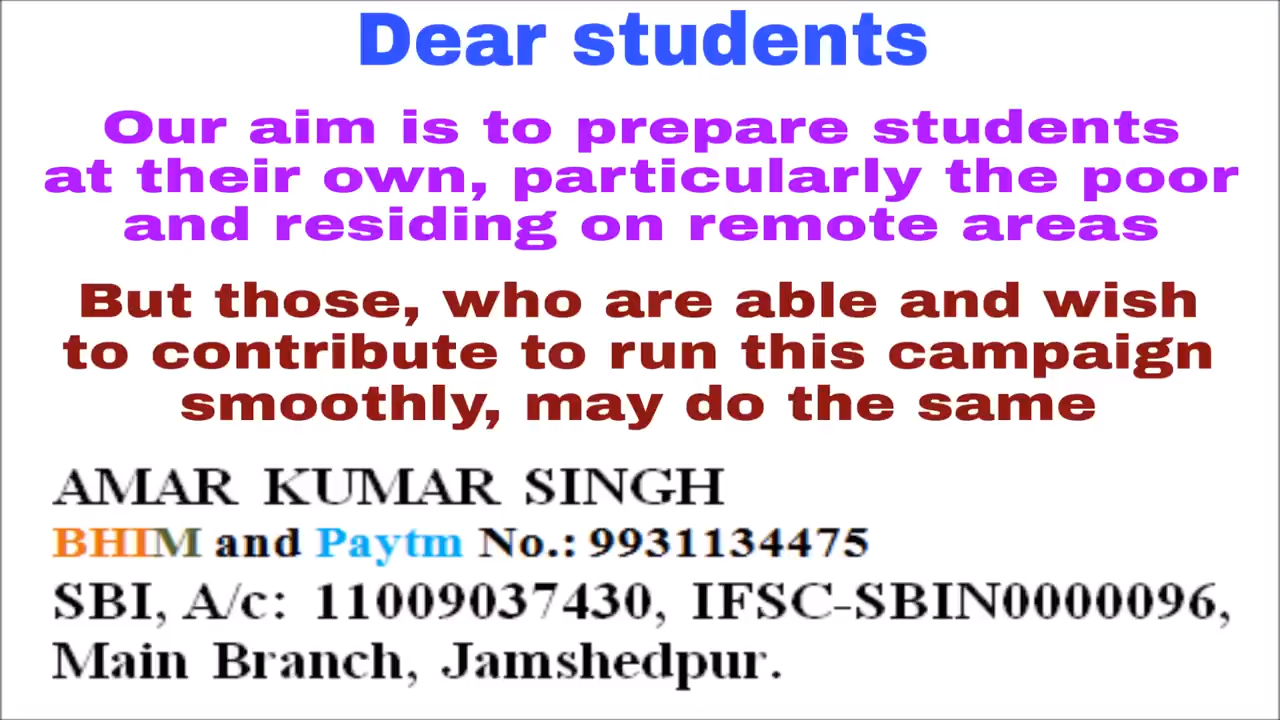 Dear students
Our aim is to prepare students
at their own, particularly the poor
and residing on remote areas
But those, who are able and wish
to contribute to run this campaign
smoothly, may do the same
AMAR KUMAR SINGH
BHIM and Paytm No.: 9931134475
SBI, A/c: 11009037430, IFSC-SBIN0000096,
Main Branch, Jamshedpur.